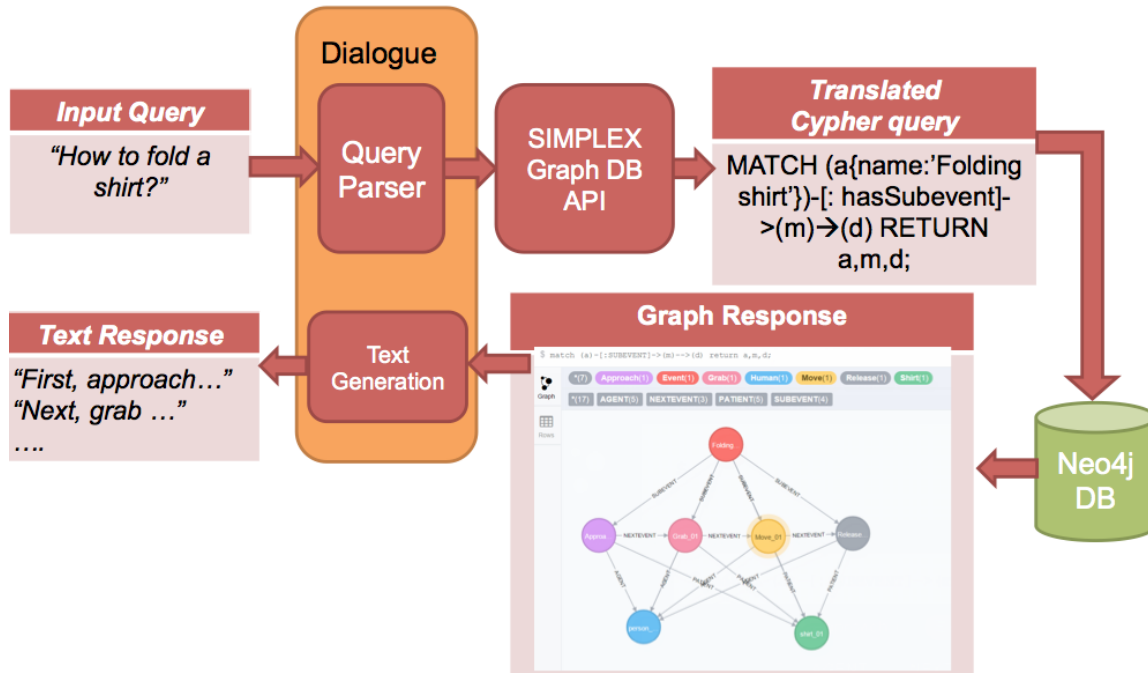 Dialogue
Input Query
“How to fold a
shirt?”
Query
Parser
SIMPLEX
Graph DB
API
Translated
Cypher query
MATCH (a{name:’Folding
shirt’})-[: hasSubevent]-
>(m)→(d) RETURN
a,m,d;
Text Response
“First, approach…”
“Next, grab …”
….
Text
Generation
Graph Response
$ match (a)-[:SUBEVENT]->(m)-->(d) return a,m,d;
Graph
Rows
*(7) Approach(1) Event(1) Grab(1) Human(1) Move(1) Release(1) Shirt(1)
*(17) AGENT(5) NEXTEVENT(3) PATIENT(5) SUBEVENT(4)
Folding
SUBEVENT SUBEVENT SUBEVENT SUBEVENT
Approa… NEXTEVENT Grab_01 NEXTEVENT Move_01 NEXTEVENT Release…
AGENT AGENT PATIENT PATIENT PATIENT PATIENT
person_… shirt_01
Neo4j
DB